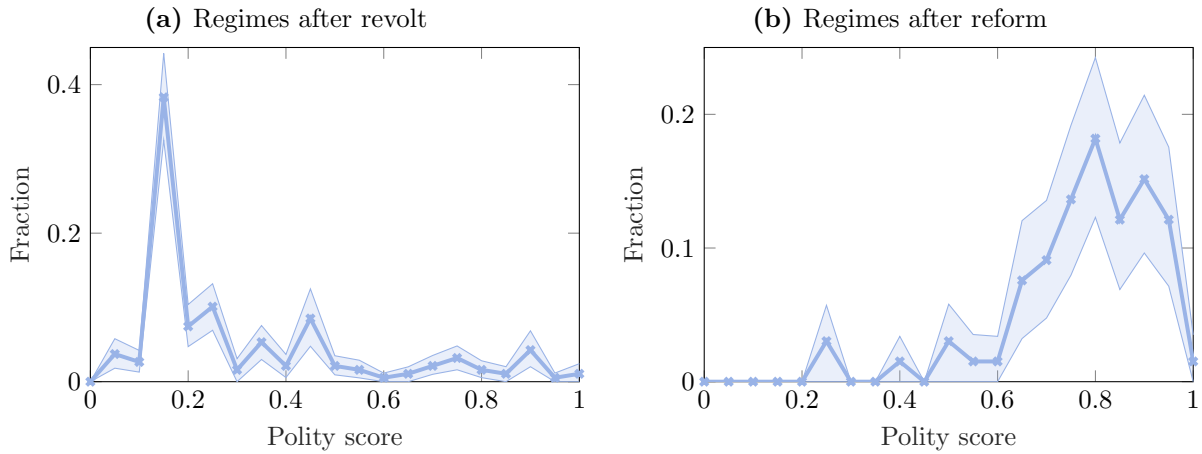 (a) Regimes after revolt
Fraction
0.4
0.2
0
0 0.2 0.4 0.6 0.8 1
Polity score
(b) Regimes after reform
Fraction
0.2
0.1
0
0 0.2 0.4 0.6 0.8 1
Polity score